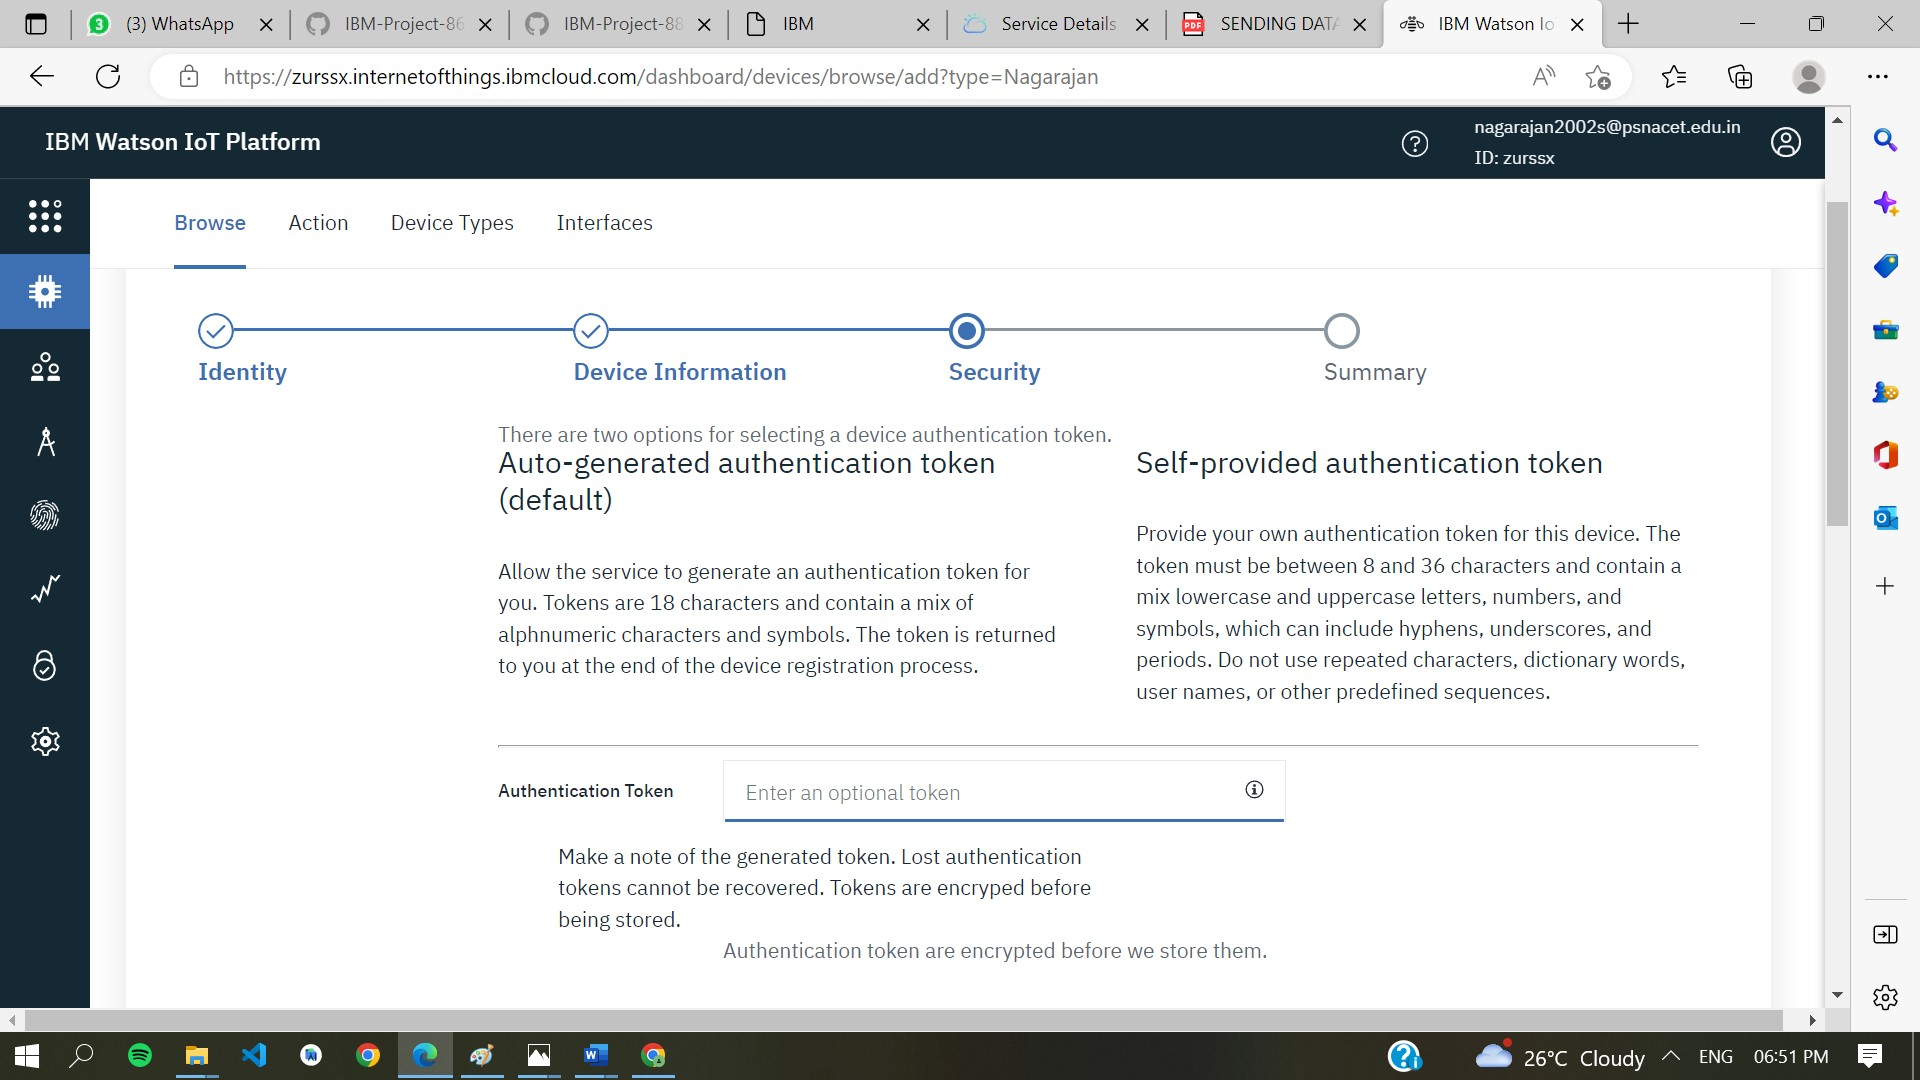 (3) WhatsApp
IBM-Project-86
IBM-Project-88
IBM
Service Details
SENDING DATA
IBM Watson Io
https://zurssx.internetofthings.ibmcloud.com/dashboard/devices/browse/add?type=Nagarajan
IBM Watson IoT Platform
nagarajan2002s@psnacet.edu.in
ID: zurssx
Browse
Action
Device Types
Interfaces
Identity
Device Information
Security
Summary
There are two options for selecting a device authentication token.
Auto-generated authentication token
(default)
Allow the service to generate an authentication token for
you. Tokens are 18 characters and contain a mix of
alphnumeric characters and symbols. The token is returned
to you at the end of the device registration process.
Self-provided authentication token
Provide your own authentication token for this device. The
token must be between 8 and 36 characters and contain a
mix lowercase and uppercase letters, numbers, and
symbols, which can include hyphens, underscores, and
periods. Do not use repeated characters, dictionary words,
user names, or other predefined sequences.
Authentication Token
Enter an optional token
Make a note of the generated token. Lost authentication
tokens cannot be recovered. Tokens are encryped before
being stored.
Authentication token are encrypted before we store them.
26°C Cloudy
ENG
06:51 PM